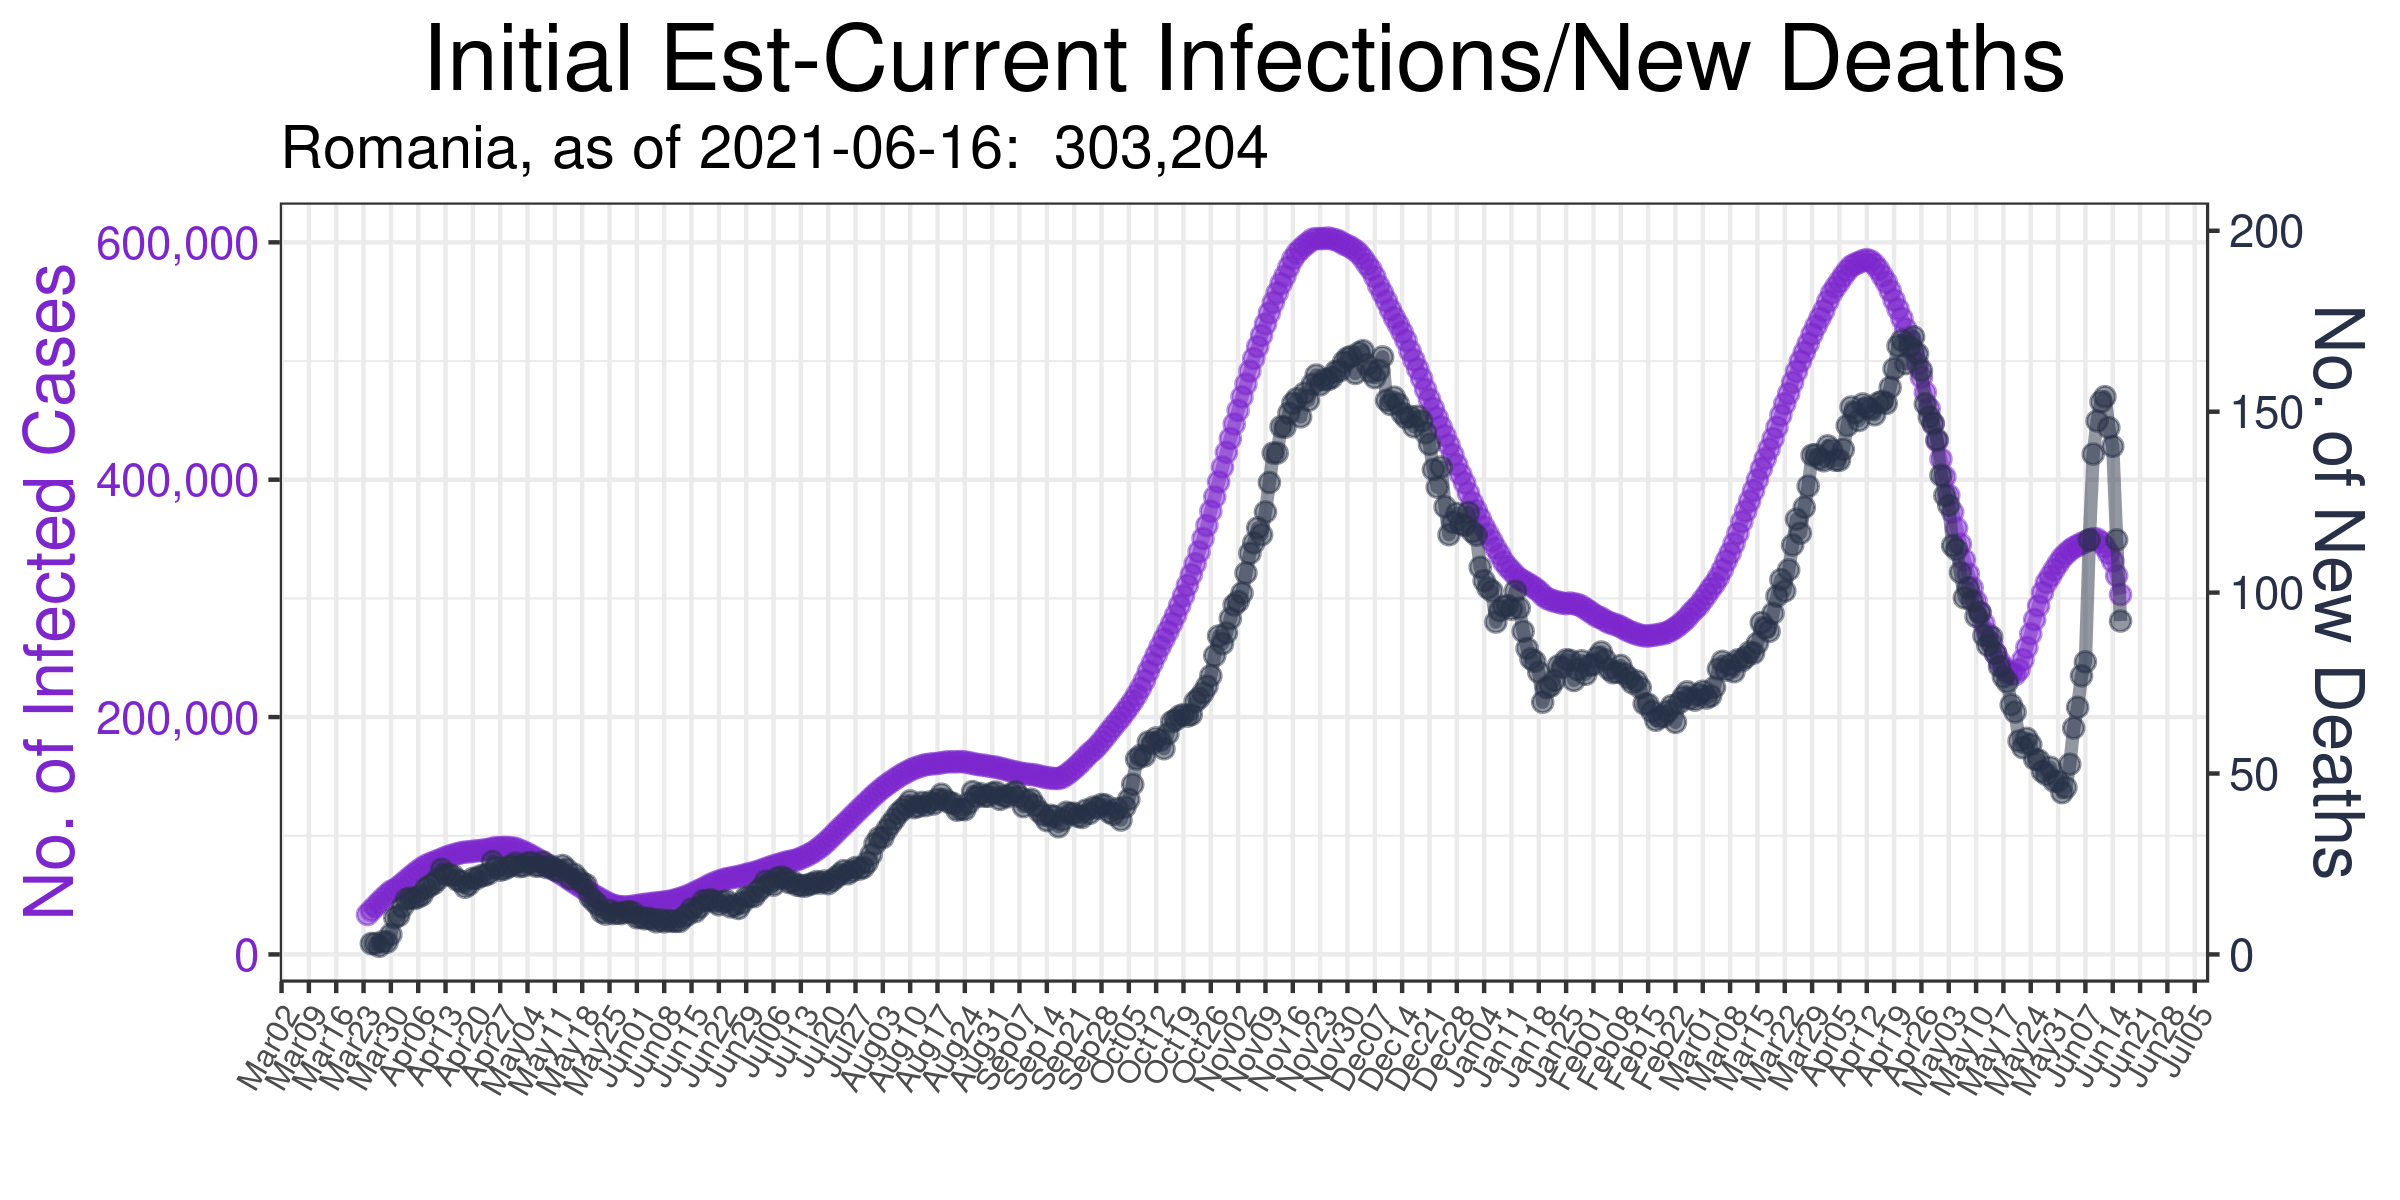 Initial Est-Current Infections/New Deaths
Romania, as of 2021-06-16:  303,204
No. of Infected Cases
600,000
400,000
200,000
0
200
150
100
50
0
No. of New Deaths
Mar02
Mar09
Mar16
Mar23
Mar30
Apr06
Apr13
Apr20
Apr27
May04
May11
May18
May25
Jun01
Jun08
Jun15
Jun22
Jun29
Jul06
Jul13
Jul20
Jul27
Aug03
Aug10
Aug17
Aug24
Aug31
Sep07
Sep14
Sep21
Sep28
Oct05
Oct12
Oct19
Oct26
Nov02
Nov09
Nov16
Nov23
Nov30
Dec07
Dec14
Dec21
Dec28
Jan04
Jan11
Jan18
Jan25
Feb01
Feb08
Feb15
Feb22
Mar01
Mar08
Mar15
Mar22
Mar29
Apr05
Apr12
Apr19
Apr26
May03
May10
May17
May24
May31
Jun07
Jun14
Jun21
Jun28
Jul05